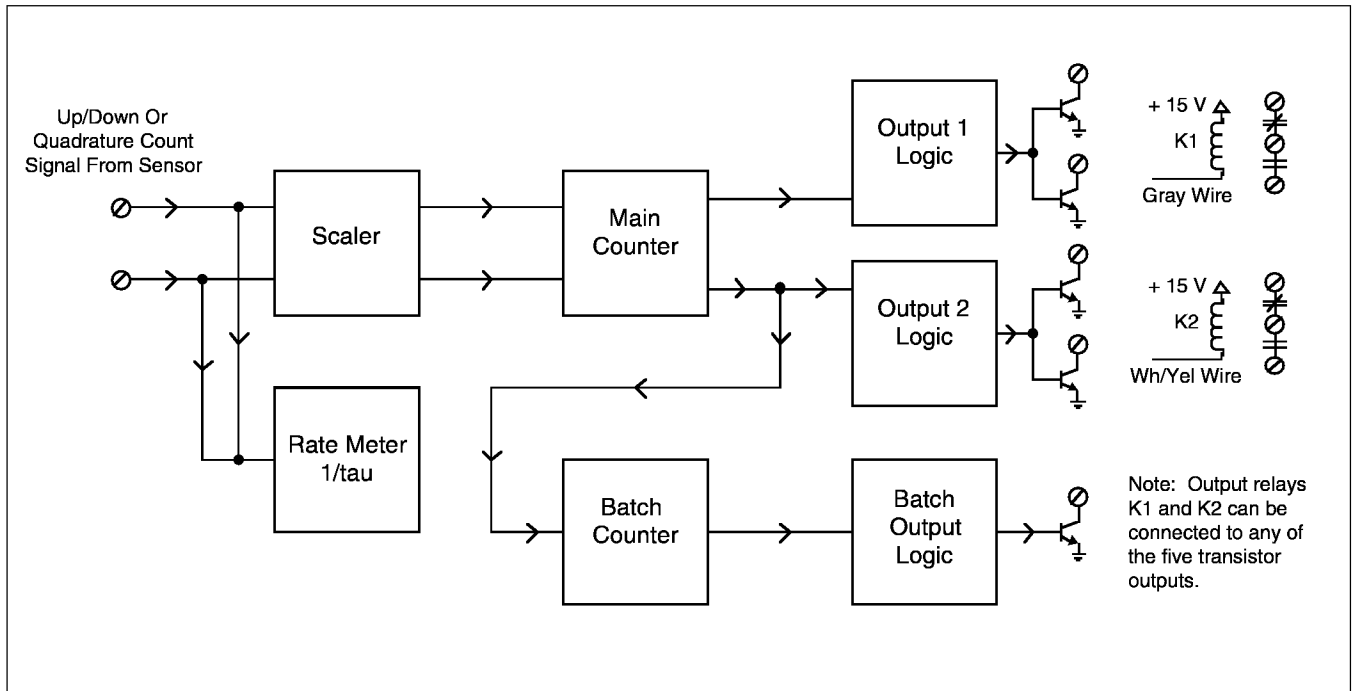 Up/Down Or
Quadrature Count
Signal From Sensor
Scaler
Main
Counter
Output 1
Logic
+ 15 V
K1
Gray Wire
Output 2
Logic
+ 15 V
K2
Wh/Yel Wire
Rate Meter
1/tau
Batch
Counter
Batch
Output
Logic
Note: Output relays
K1 and K2 can be
connected to any of
the five transistor
outputs.